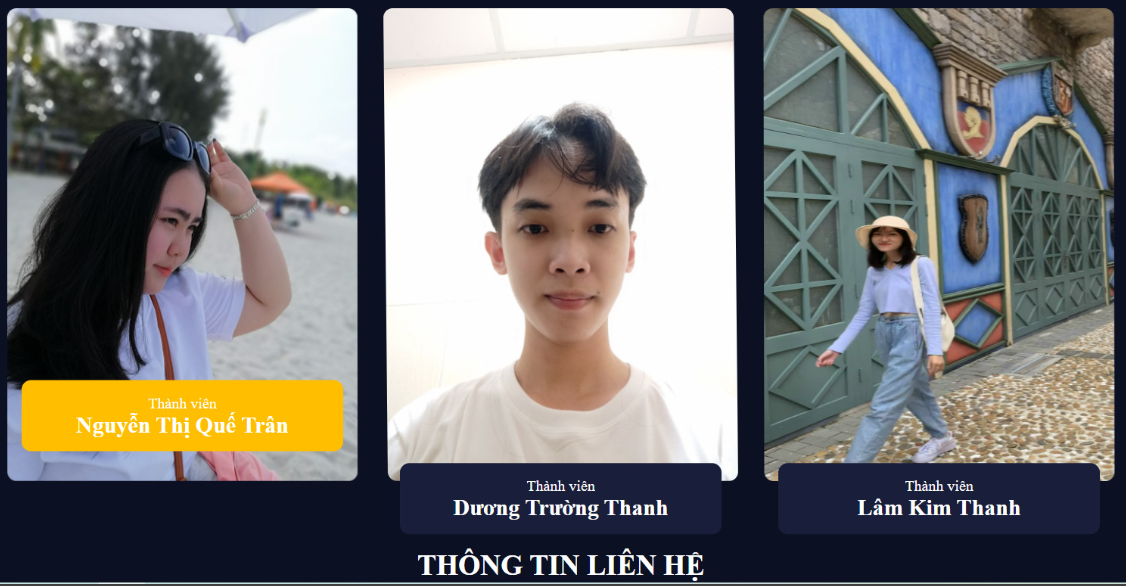 Thành viên
Nguyễn Thị Quế Trân
Thành viên
Dương Trường Thanh
Thành viên
Lâm Kim Thanh
THÔNG TIN LIÊN HỆ